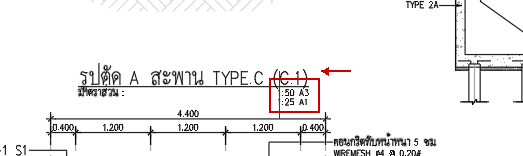 TYPE 2A
รูปตัด A สะพาน TYPE.C (C.1)
มาตราส่วน :
1:50 A3
1:25 A1
4.400
0.400 1.200 1.200 1.200 0.400
S1
คอนกรีตทับหน้าหนา 5 ซม
WIREMESH ø4 @ 0.20#